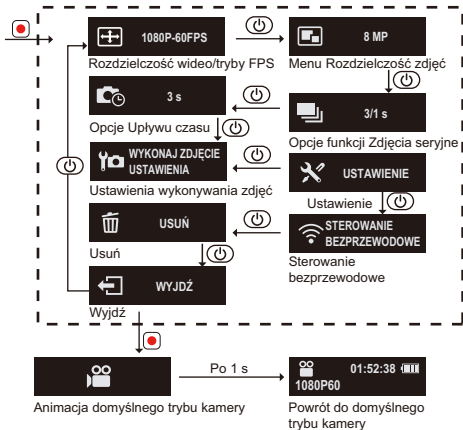 1080P-60FPS
Rozdzielczość wideo/tryby FPS
8 MP
Menu Rozdzielczość zdjęć
3 s
Opcje Upływu czasu
3/1 s
Opcje funkcji Zdjęcia seryjne
WYKONAJ ZDJĘCIE
USTAWIENIA
Ustawienia wykonywania zdjęć
USTAWIENIE
Ustawienie
USUŃ
Usuń
STEROWANIE
BEZPRZEWODOWE
Sterowanie
bezprzewodowe
WYJDŹ
Wyjdź
Po 1 s
01:52:38
1080P60
Animacja domyślnego trybu kamery
Powrót do domyślnego
trybu kamery